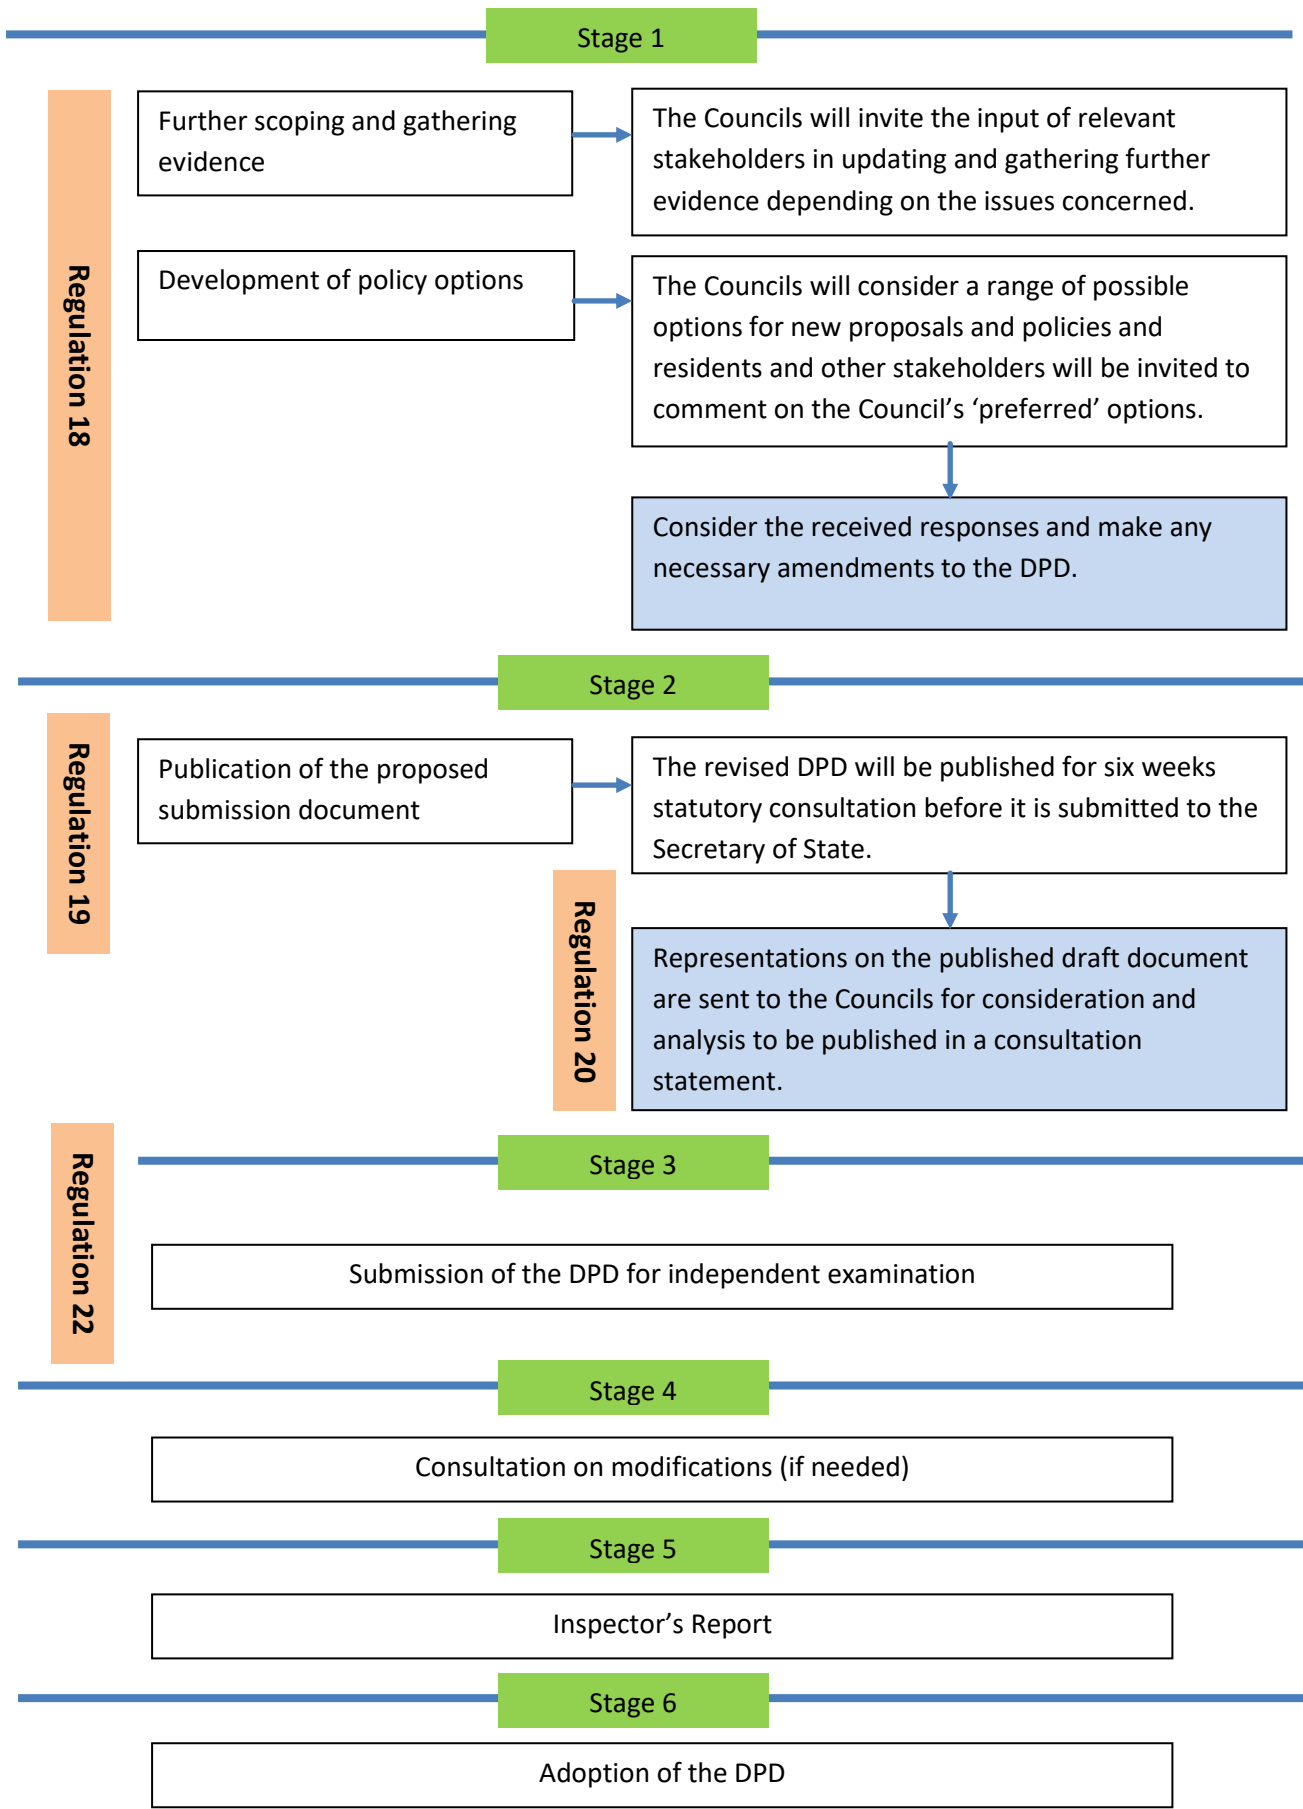 Stage 1
Regulation 18
Further scoping and gathering
evidence
The Councils will invite the input of relevant
stakeholders in updating and gathering further
evidence depending on the issues concerned.
Development of policy options
The Councils will consider a range of possible
options for new proposals and policies and
residents and other stakeholders will be invited to
comment on the Council’s ‘preferred’ options.
Consider the received responses and make any
necessary amendments to the DPD.
Stage 2
Regulation 19
Publication of the proposed
submission document
The revised DPD will be published for six weeks
statutory consultation before it is submitted to the
Secretary of State.
Regulation 20
Representations on the published draft document
are sent to the Councils for consideration and
analysis to be published in a consultation
statement.
Regulation 22
Stage 3
Submission of the DPD for independent examination
Stage 4
Consultation on modifications (if needed)
Stage 5
Inspector’s Report
Stage 6
Adoption of the DPD